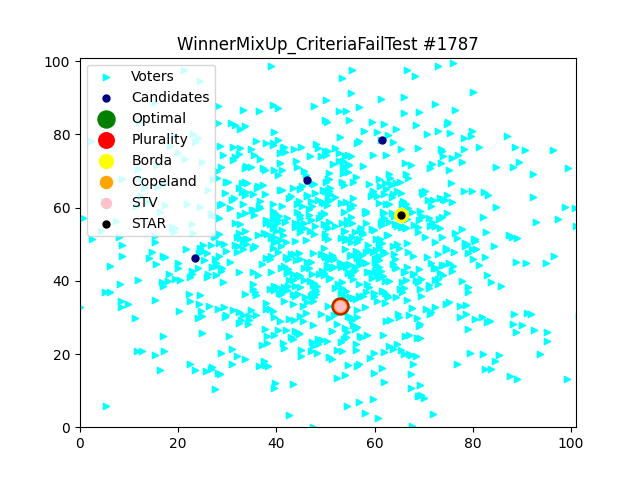 WinnerMixUp_CriteriaFailTest #1787
Voters
Candidates
Optimal
Plurality
Borda
Copeland
STV
STAR
100
80
60
40
20
0
0 20 40 60 80 100